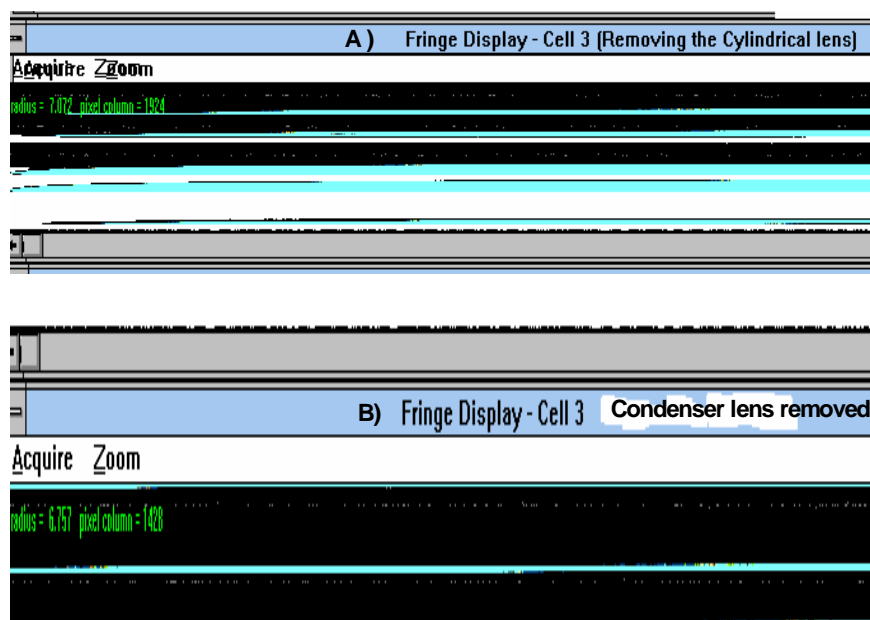 A ) Fringe Display - Cell 3 (Removing the Cylindrical lens)
Acquire Zoom
radius = 7.072 pixel column = 1924
B) Fringe Display - Cell 3 Condenser lens removed
Acquire Zoom
radius = 6.757 pixel column = 1428